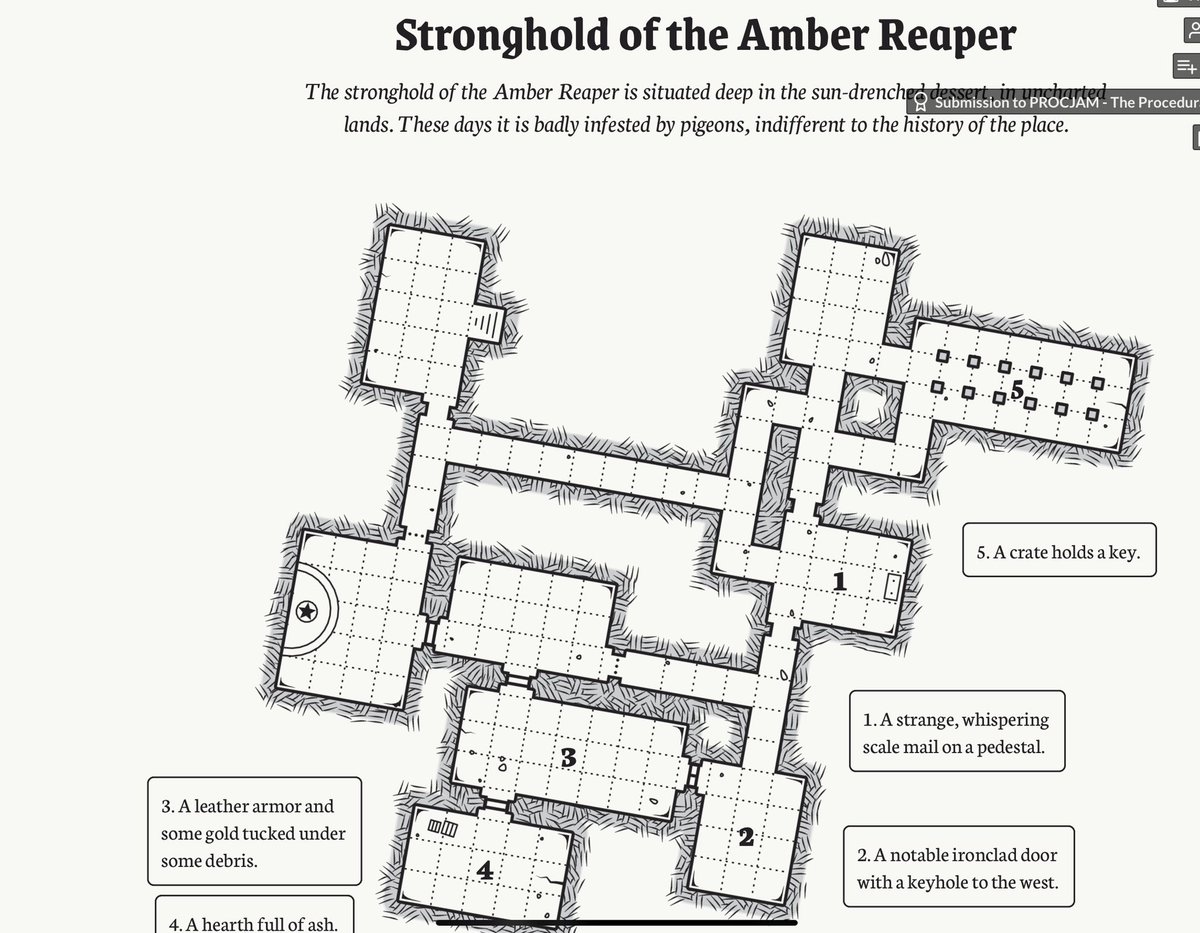 Stronghold of the Amber Reaper
The stronghold of the Amber Reaper is situated deep in the sun-drenched dessert, in uncharted
Submission to PROCJAM - The Procedur
lands. These days it is badly infested by pigeons, indifferent to the history of the place.
5
5. A crate holds a key.
1
1. A strange, whispering
scale mail on a pedestal.
3
3. A leather armor and
some gold tucked under
some debris.
2
2. A notable ironclad door
with a keyhole to the west.
4
4. A hearth full of ash.